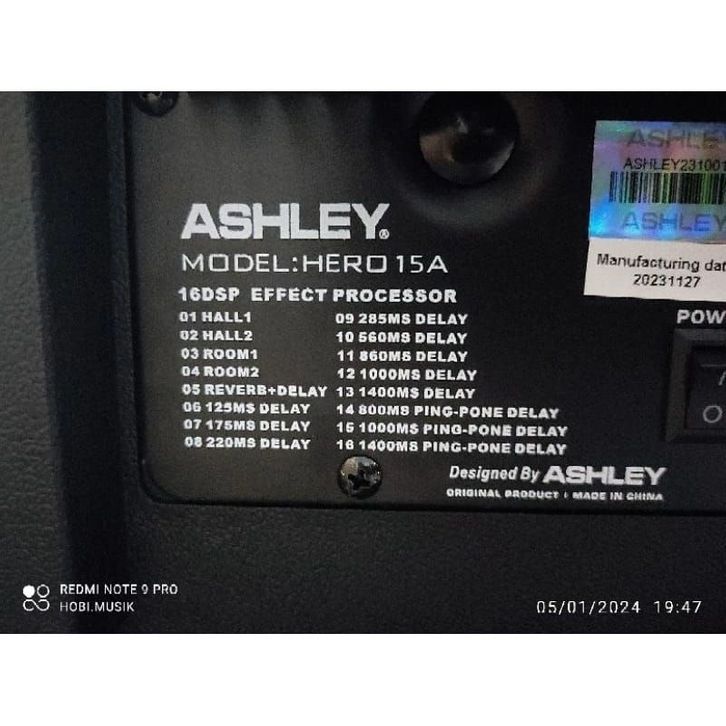 ASHLEY
ASHLEY231001
ASHLEY
Manufacturing dat
20231127
POW
ASHLEY®
MODEL:HERO 15A
16DSP EFFECT PROCESSOR
01 HALL1
02 HALL2
03 ROOM1
04 ROOM2
05 REVERB+DELAY
06 125MS DELAY
07 175MS DELAY
08 220MS DELAY
09 285MS DELAY
10 560MS DELAY
11 860MS DELAY
12 1000MS DELAY
13 1400MS DELAY
14 800MS PING-PONE DELAY
15 1000MS PING-PONE DELAY
16 1400MS PING-PONE DELAY
Designed By ASHLEY
ORIGINAL PRODUCT : MADE IN CHINA
REDMI NOTE 9 PRO
HOBI.MUSIK
05/01/2024 19:47